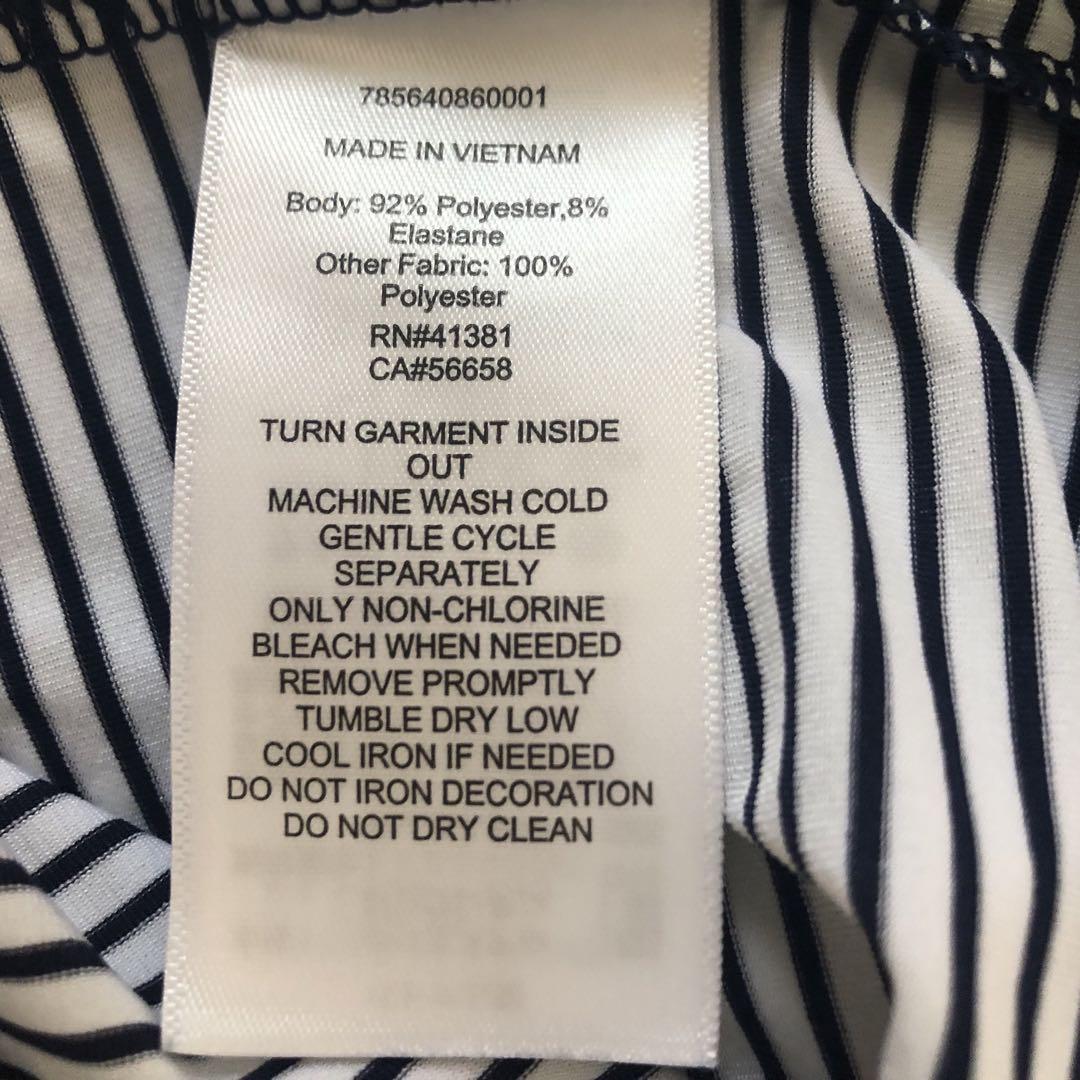 785640860001
MADE IN VIETNAM
Body: 92% Polyester,8%
Elastane
Other Fabric: 100%
Polyester
RN#41381
CA#56658
TURN GARMENT INSIDE
OUT
MACHINE WASH COLD
GENTLE CYCLE
SEPARATELY
ONLY NON-CHLORINE
BLEACH WHEN NEEDED
REMOVE PROMPTLY
TUMBLE DRY LOW
COOL IRON IF NEEDED
DO NOT IRON DECORATION
DO NOT DRY CLEAN